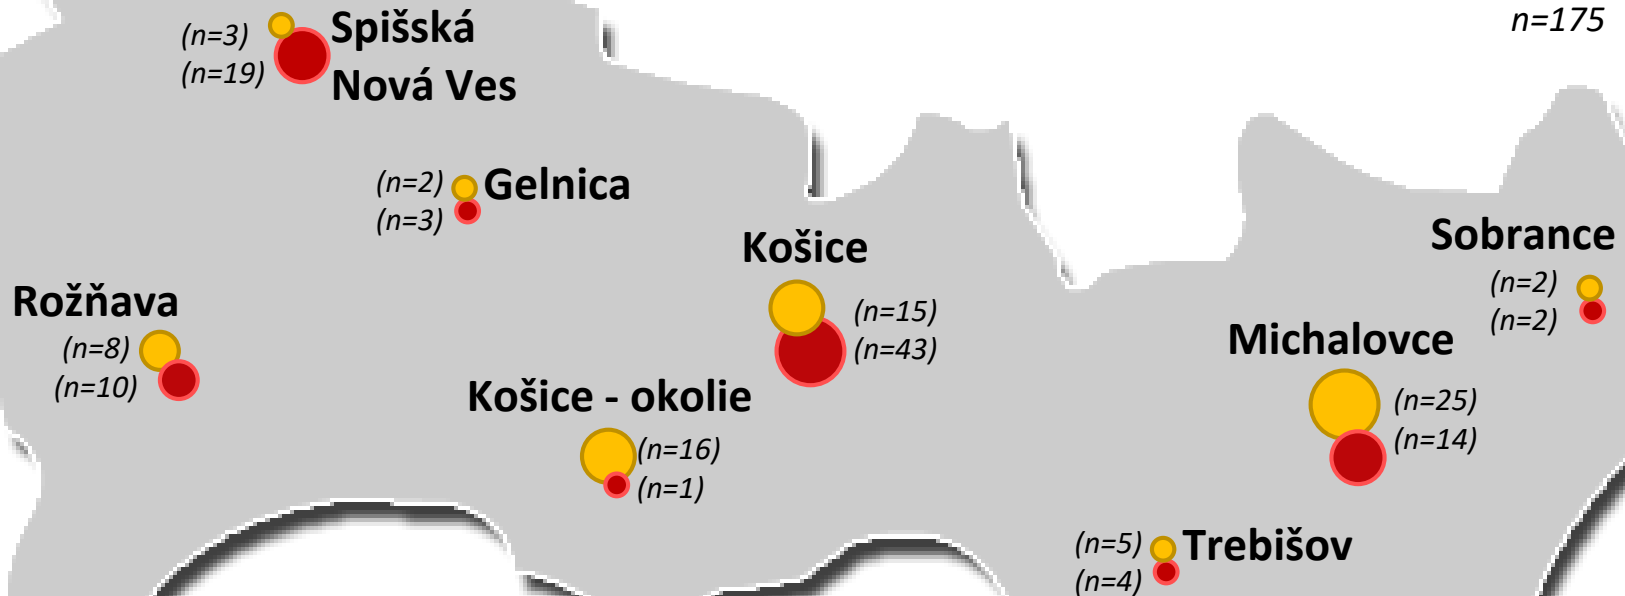 n=175
(n=3) Spišská
(n=19) Nová Ves
(n=2) Gelnica
(n=3)
Košice
(n=15)
(n=43)
Sobrance
(n=2)
(n=2)
Rožňava
(n=8)
(n=10)
Michalovce
(n=25)
(n=14)
Košice - okolie
(n=16)
(n=1)
(n=5) Trebišov
(n=4)